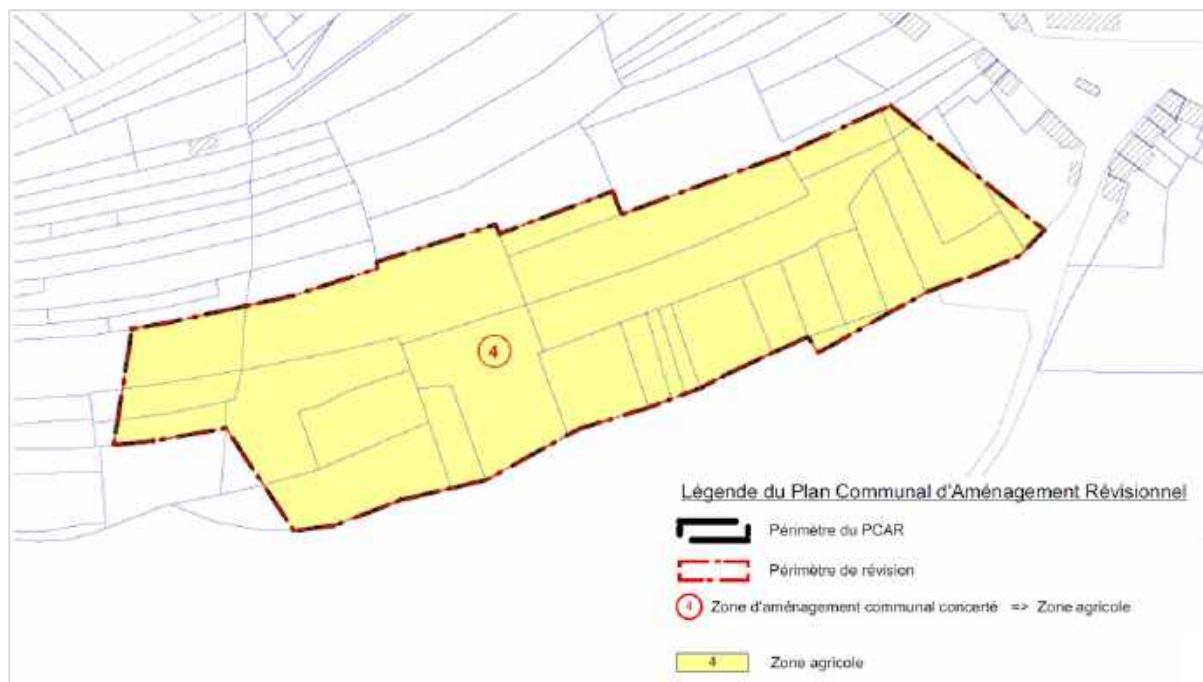 4
Légende du Plan Communal d'Aménagement Révisionnel
Périmètre du PCAR
Périmètre de révision
4 Zone d'aménagement communal concerté => Zone agricole
4 Zone agricole